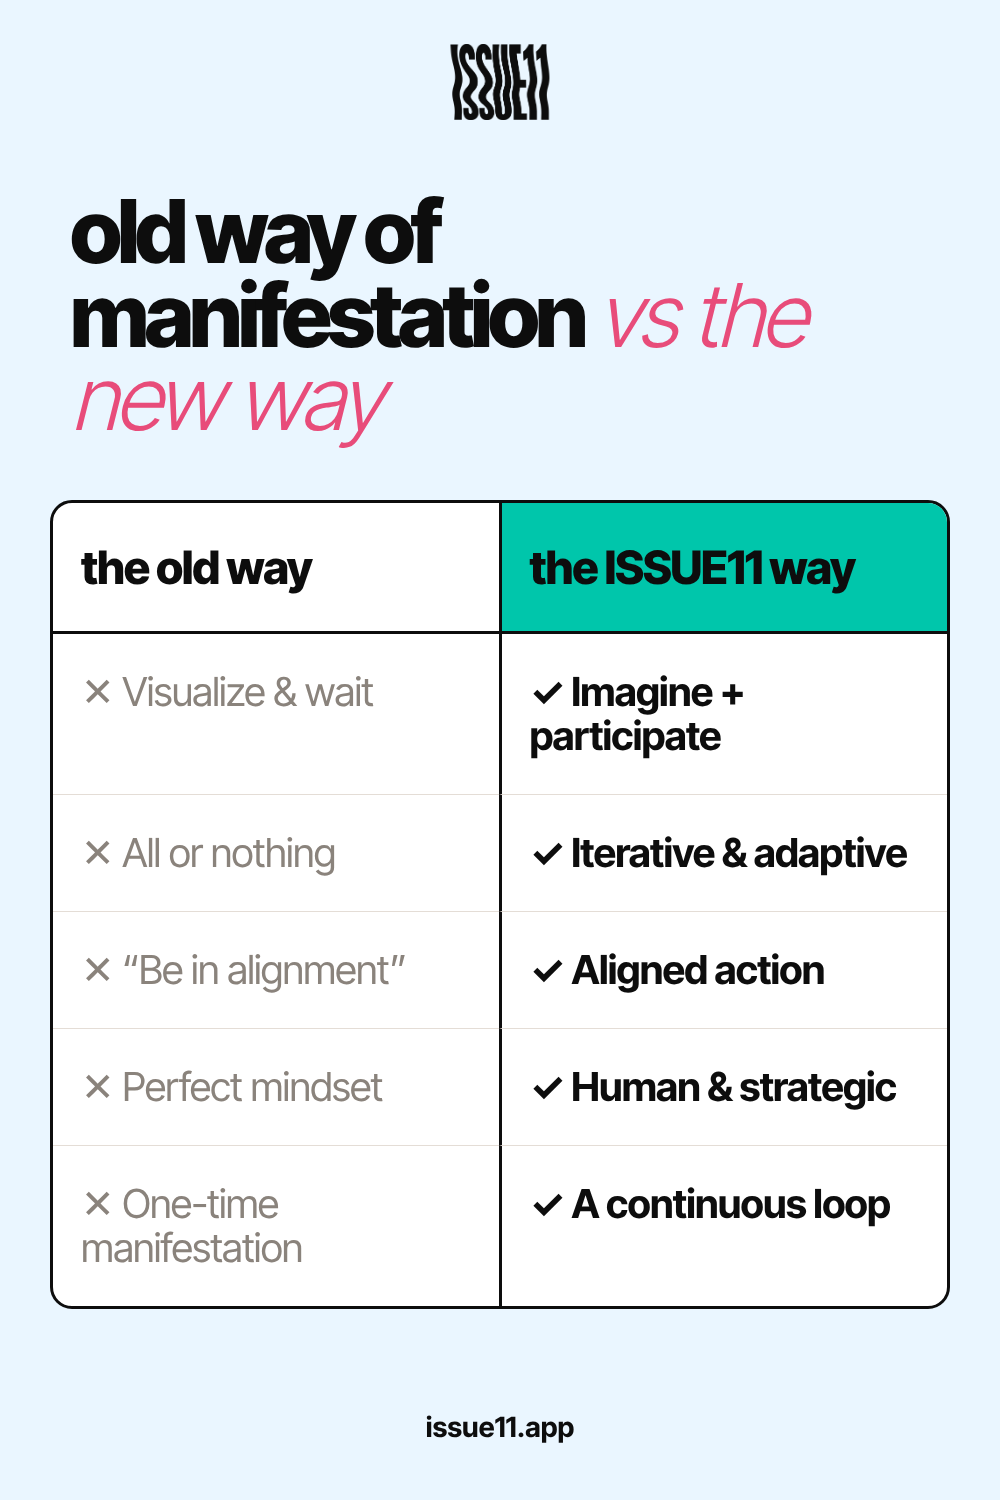 ISSUE11
old way of
manifestation vs the
new way
the old way
the ISSUE11 way
✕ Visualize & wait
✓ Imagine +
participate
✕ All or nothing
✓ Iterative & adaptive
✕ “Be in alignment”
✓ Aligned action
✕ Perfect mindset
✓ Human & strategic
✕ One-time
manifestation
✓ A continuous loop
issue11.app